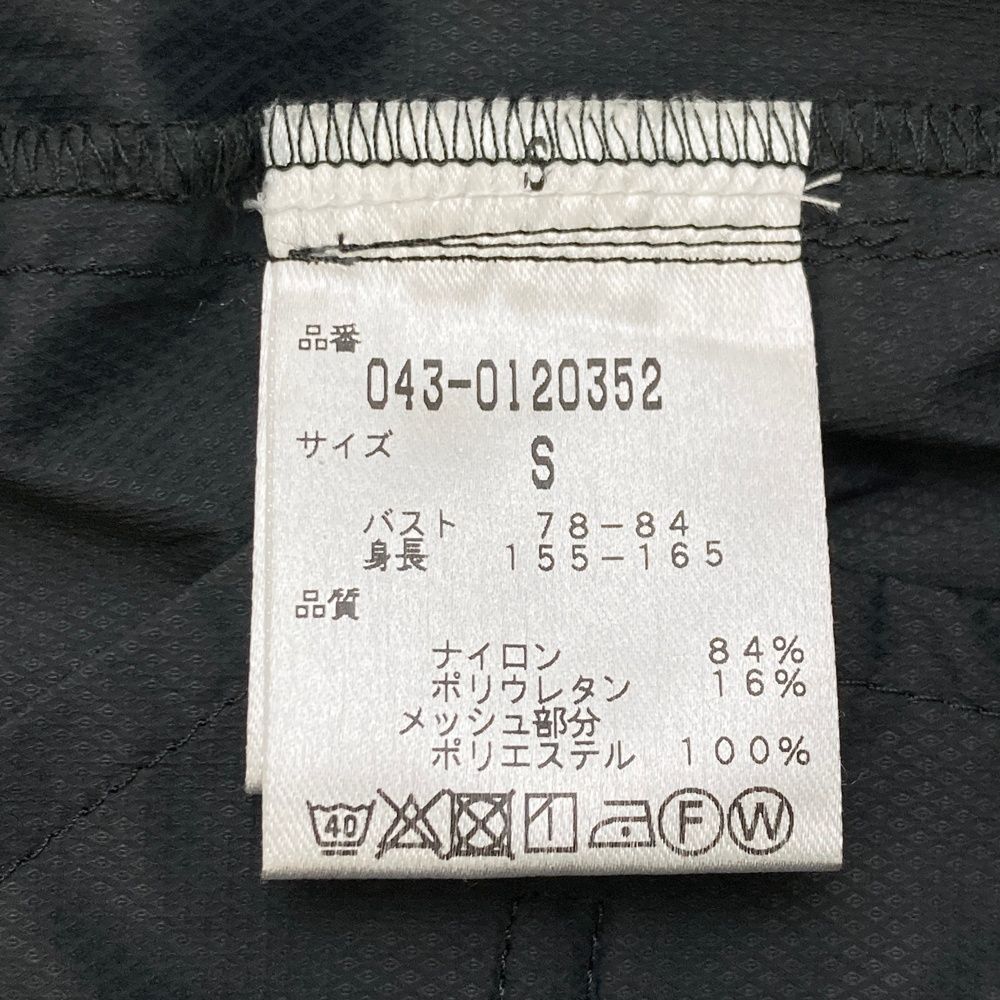 S
品番
043-0120352
サイズ
S
バスト 78-84
身長 155-165
品質
ナイロン 84%
ポリウレタン 16%
メッシュ部分
ポリエステル 100%
40 F W